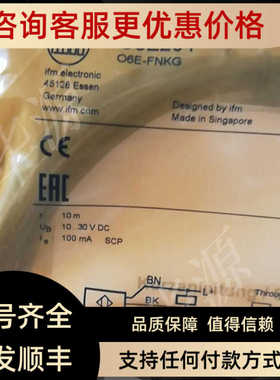 咨询客服更优惠价格
ifm
O6E-FNKG
ifm electronic
45128 Essen
Germany
www.ifm.com
Designed by ifm
Made in Singapore
CE
EAC
10 m
10...30 V DC
100 mA SCP
BN
BK
L+
源
号齐全
品质保障 值得信赖
发顺丰
支持任何付款方式